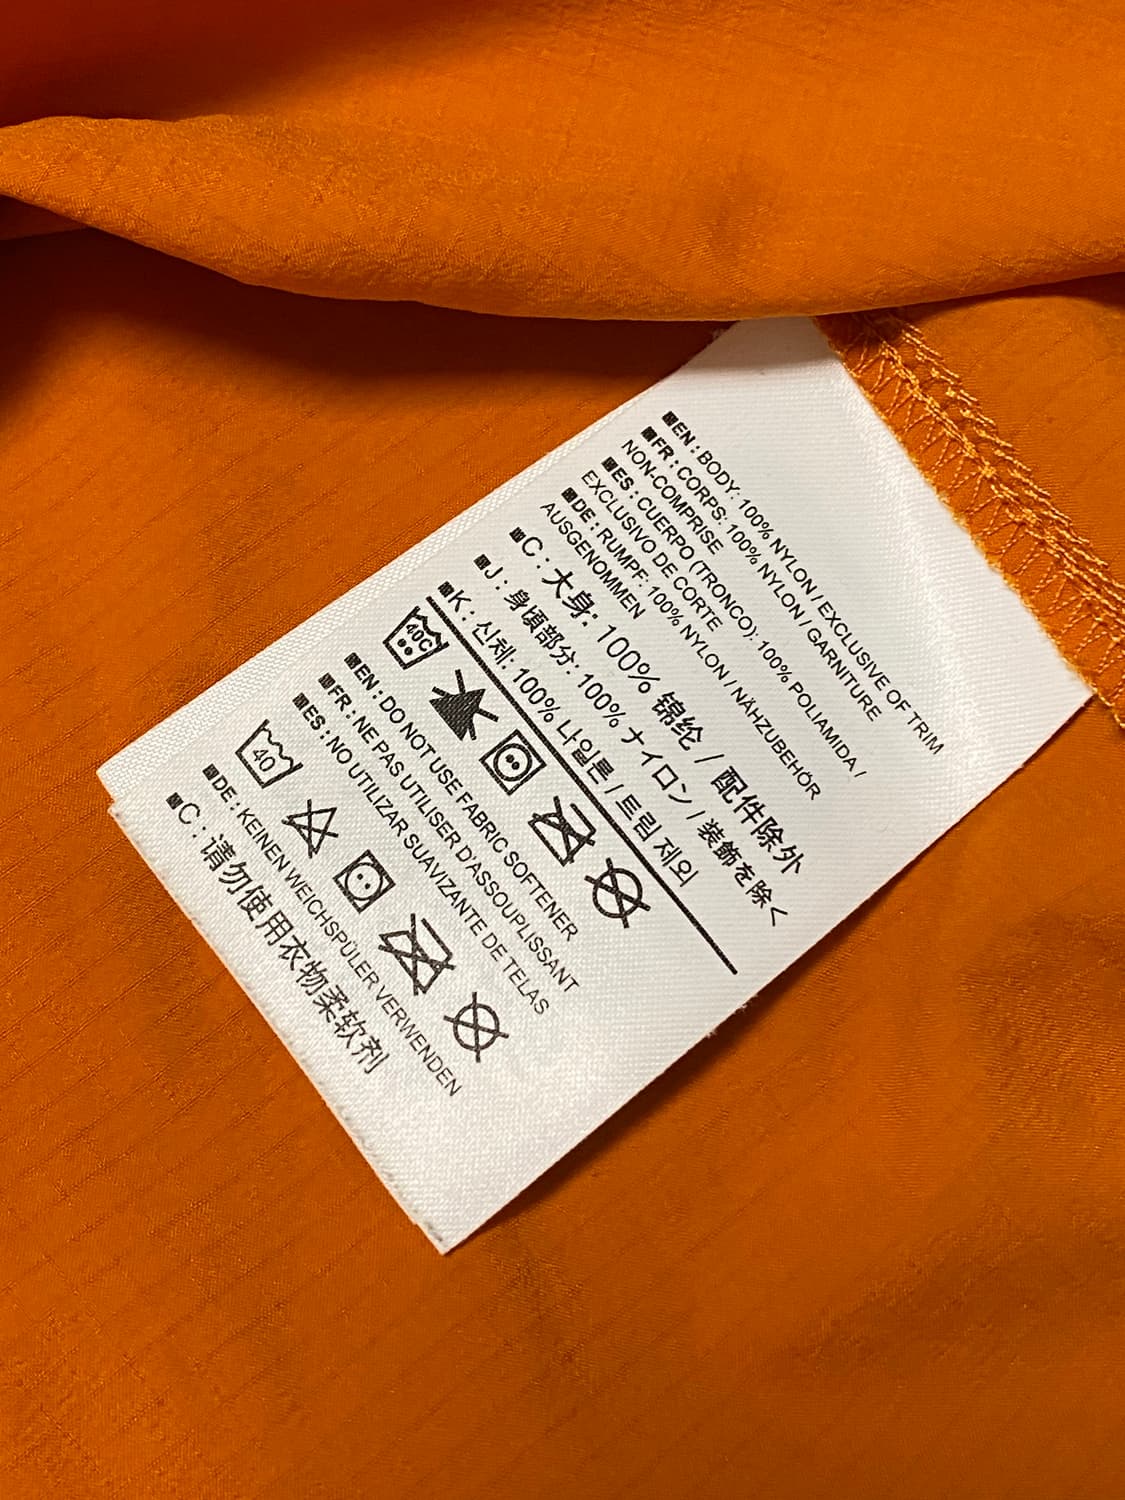 EN : BODY: 100% NYLON / EXCLUSIVE OF TRIM
FR : CORPS: 100% NYLON / GARNITURE
NON-COMPRISE
ES : CUERPO (TRONCO): 100% POLIAMIDA /
EXCLUSIVO DE CORTE
DE : RUMPF: 100% NYLON / NÄHZUBEHÖR
AUSGENOMMEN
C : 大身: 100% 锦纶 / 配件除外
J : 身頃部分: 100% ナイロン / 装飾を除く
K : 신체: 100% 나일론 / 트림 제외
40C
EN : DO NOT USE FABRIC SOFTENER
FR : NE PAS UTILISER D'ASSOUPLISSANT
ES : NO UTILIZAR SUAVIZANTE DE TELAS
40
DE : KEINEN WEICHSPÜLER VERWENDEN
C : 请勿使用衣物柔软剂